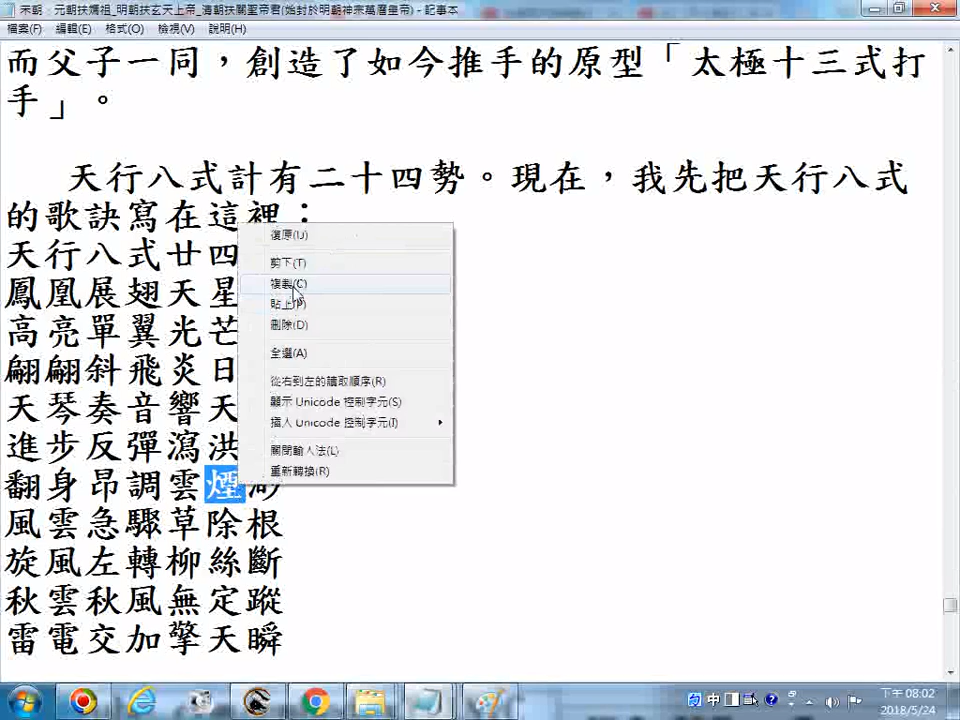 宋朝、元朝扶媽祖_明朝扶玄天上帝_清朝扶關聖帝君(始封於明朝神宗萬曆皇帝) - 記事本
檔案(F) 編輯(E) 格式(O) 檢視(V) 說明(H)
而父子一同，創造了如今推手的原型「太極十三式打
手」。
天行八式計有二十四勢。現在，我先把天行八式
的歌訣寫在這裡：
天行八式廿四
鳳凰展翅天星
高亮單翼光芒
翩翩斜飛炎日
天琴奏音響天
進步反彈瀉洪
翻身昂調雲煙
風雲急驟草除根
旋風左轉柳絲斷
秋雲秋風無定蹤
雷電交加擎天瞬
復原(U)
剪下(T)
複製(C)
貼上(P)
刪除(D)
全選(A)
從右到左的讀取順序(R)
顯示 Unicode 控制字元(S)
插入 Unicode 控制字元(I)
關閉輸入法(L)
重新轉換(R)
中
下午 08:02
2018/5/24